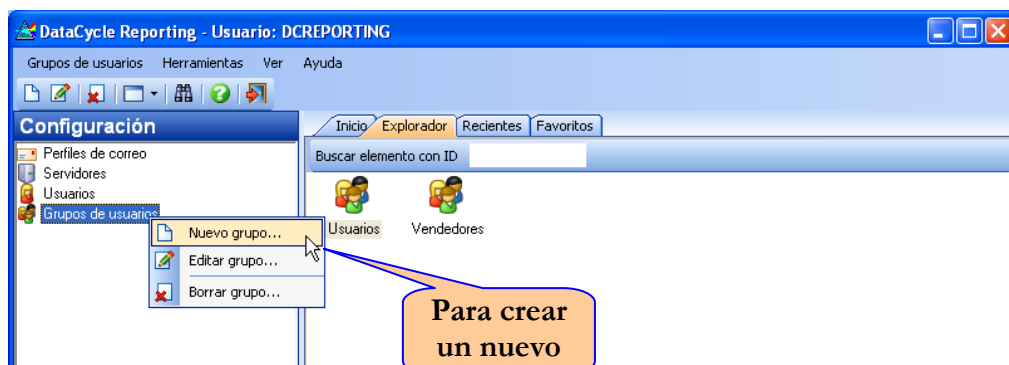 DataCycle Reporting - Usuario: DCREPORTING
Grupos de usuarios Herramientas Ver Ayuda
Configuración
Inicio Explorador Recientes Favoritos
Perfiles de correo
Servidores
Usuarios
Grupos de usuarios
Buscar elemento con ID
Usuarios Vendedores
Nuevo grupo...
Editar grupo...
Borrar grupo...
Para crear
un nuevo